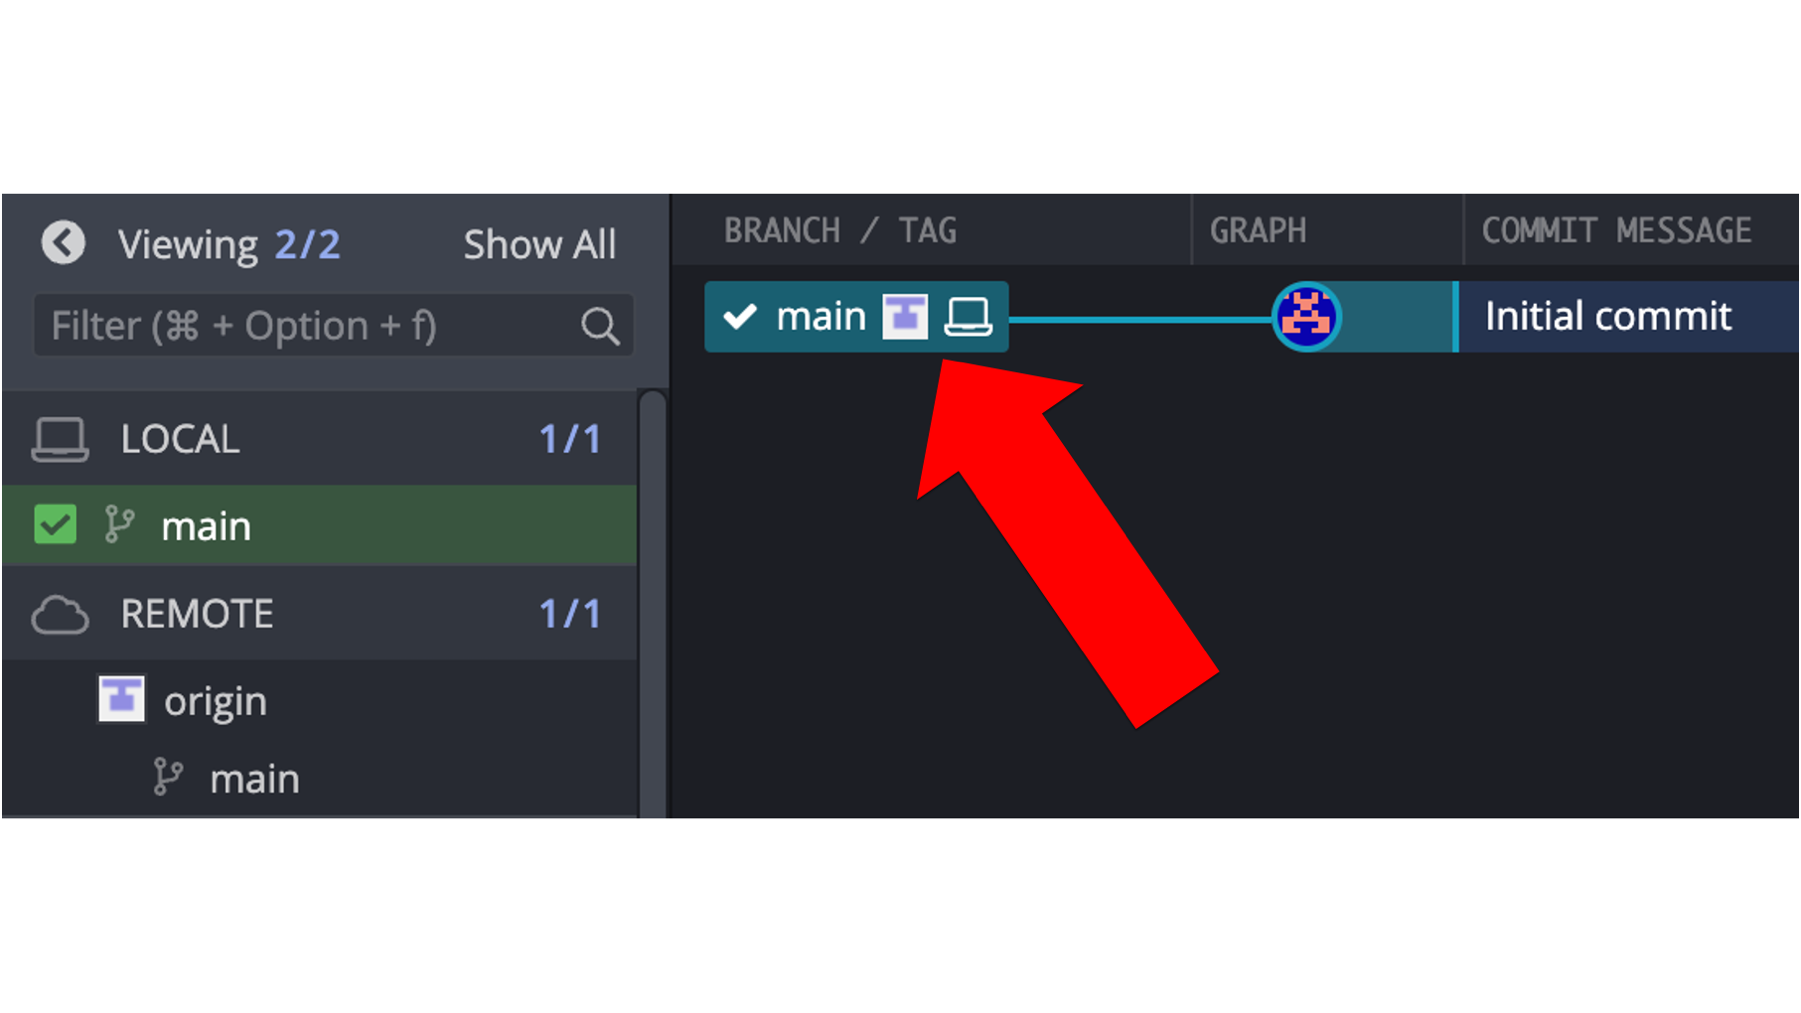 Viewing 2/2 Show All
Filter (⌘ + Option + f)
LOCAL 1/1
main
REMOTE 1/1
origin
main
BRANCH / TAG GRAPH COMMIT MESSAGE
main Initial commit